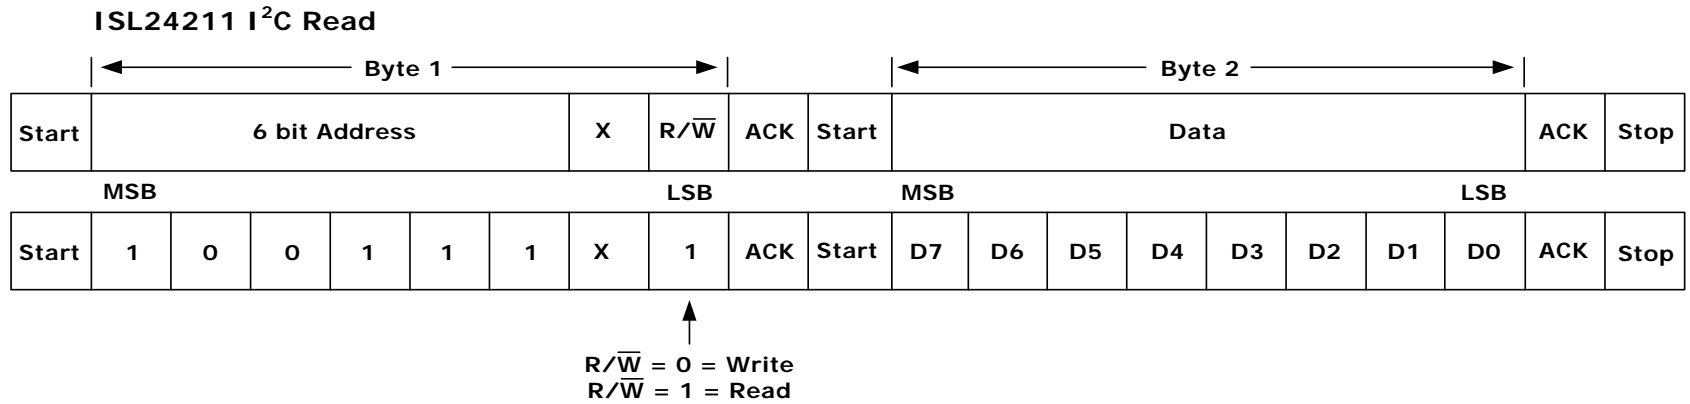 ISL24211 I²C Read
Byte 1 Byte 2
Start 6 bit Address X R/W̅ ACK Start Data ACK Stop
MSB LSB MSB LSB
Start 1 0 0 1 1 1 X 1 ACK Start D7 D6 D5 D4 D3 D2 D1 D0 ACK Stop
R/W̅ = 0 = Write
R/W̅ = 1 = Read